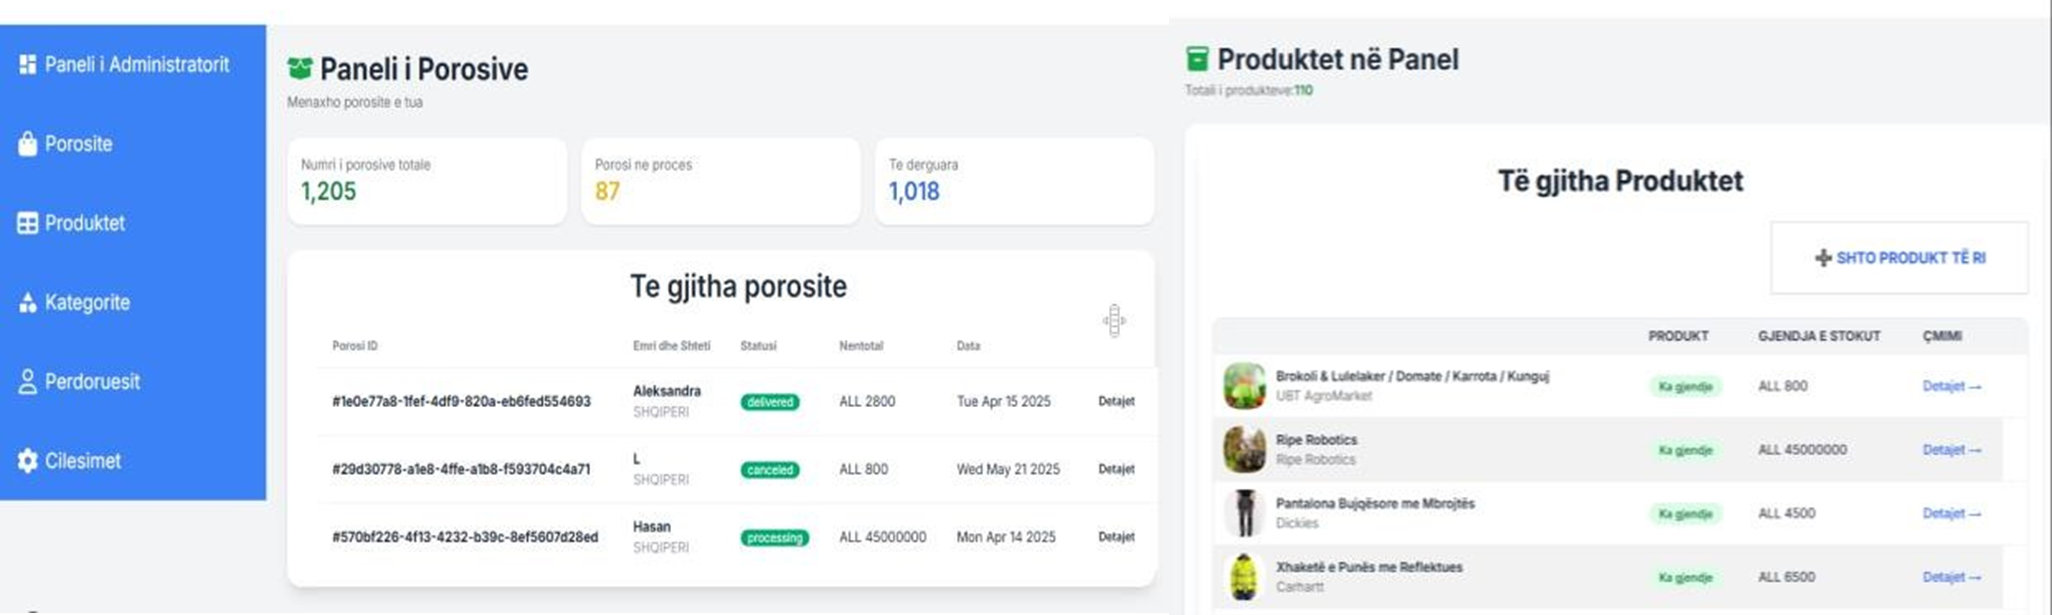 Paneli i Administratorit
Porosite
Produktet
Kategorite
Perdoruesit
Cilesimet
Paneli i Porosive
Menaxho porosite e tua
Numri i porosive totale
1,205
Porosi ne proces
87
Te derguara
1,018
Te gjitha porosite
Porosi ID Emri dhe Shteti Statusi Nentotal Data
#1e0e77a8-1fef-4df9-820a-eb6fed554693 Aleksandra delivered ALL 2800 Tue Apr 15 2025 Detajet
SHQIPERI
#29d30778-a1e8-4ffe-a1b8-f593704c4a71 L canceled ALL 800 Wed May 21 2025 Detajet
SHQIPERI
#570bf226-4f13-4232-b39c-8ef5607d28ed Hasan processing ALL 45000000 Mon Apr 14 2025 Detajet
SHQIPERI
Produktet në Panel
Totali i produkteve:110
Të gjitha Produktet
SHTO PRODUKT TË RI
PRODUKT GJENDJA E STOKUT ÇMIMI
Brokoli & Lulelaker / Domate / Karrota / Kunguj Ka gjendje ALL 800 Detajet →
UBT AgroMarket
Ripe Robotics Ka gjendje ALL 45000000 Detajet →
Ripe Robotics
Pantalona Bujqësore me Mbrojtës Ka gjendje ALL 4500 Detajet →
Dickies
Xhaketë e Punës me Reflektues Ka gjendje ALL 6500 Detajet →
Carhartt